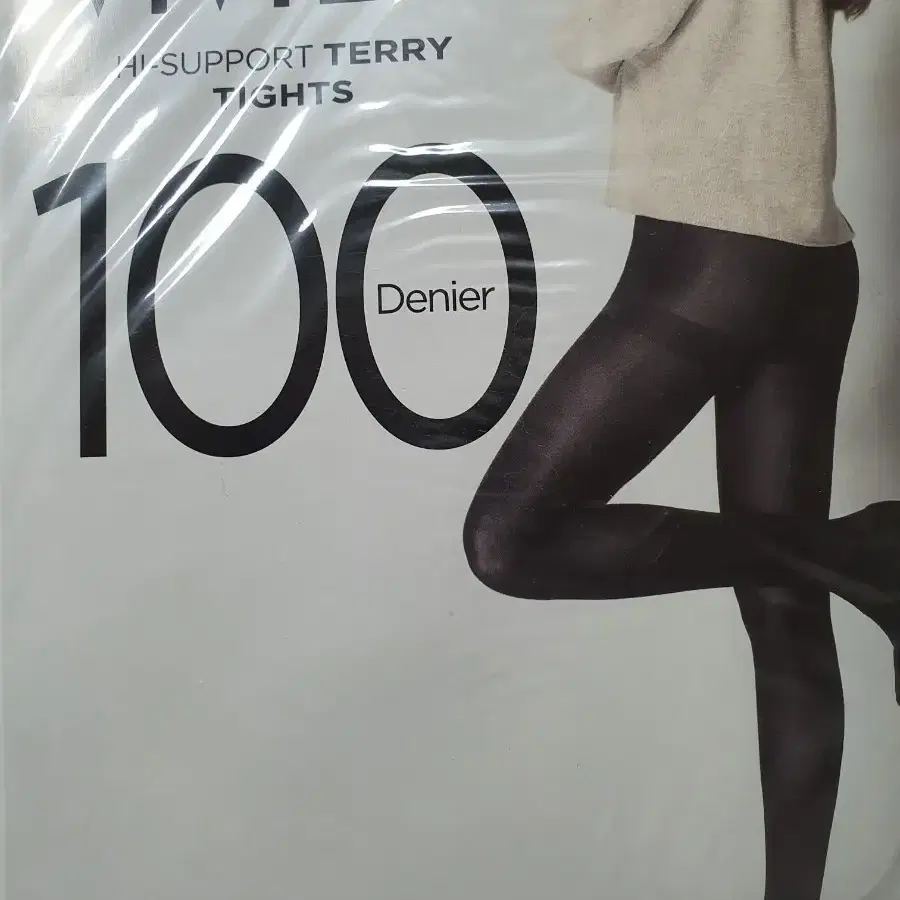 HI-SUPPORT TERRY
TIGHTS
100
Denier